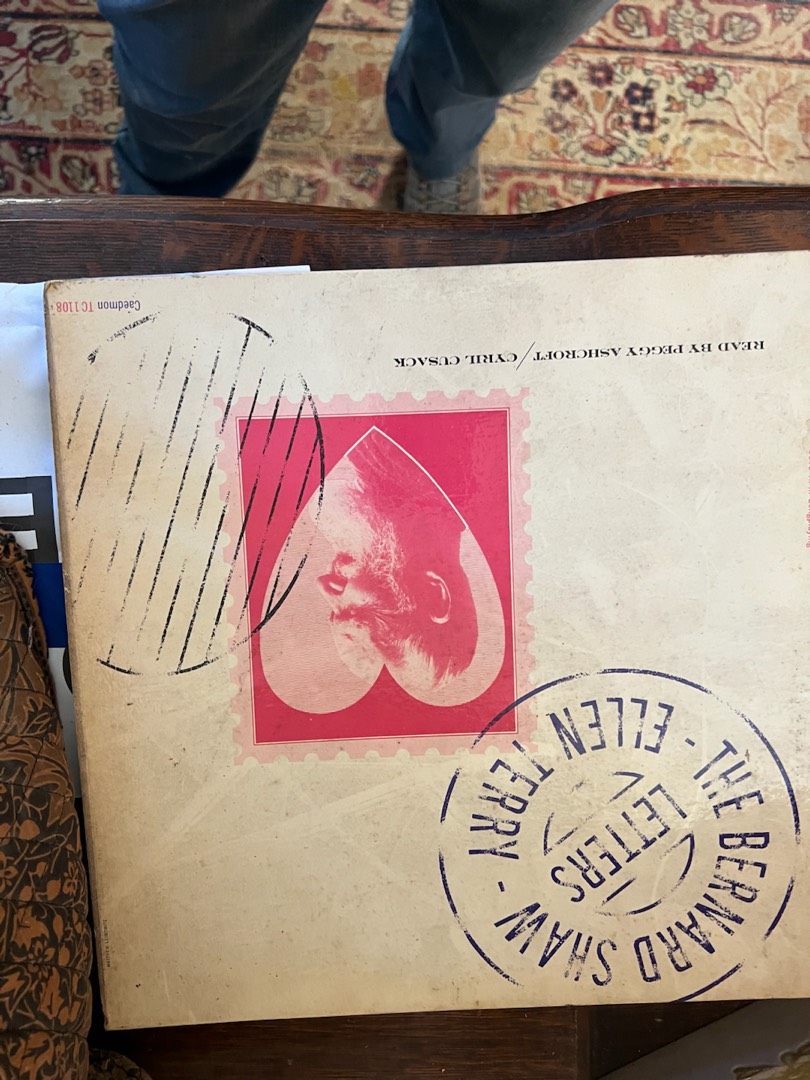 THE BERNARD SHAW - ELLEN TERRY -
LETTERS
READ BY PEGGY ASHCROFT/CYRIL CUSACK
Caedmon TC 1108